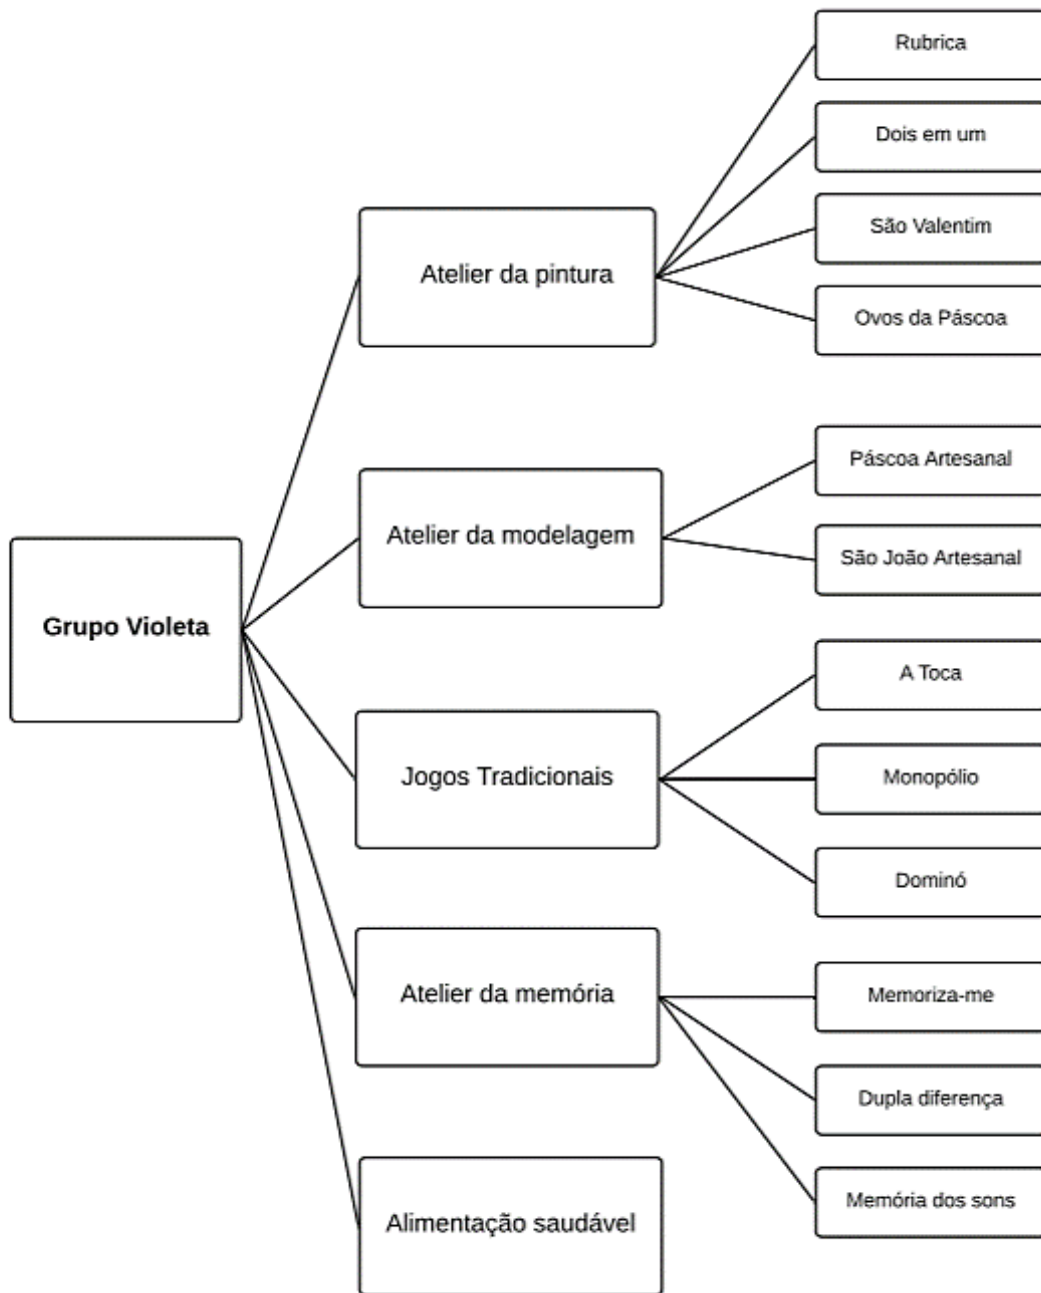 Grupo Violeta
Atelier da pintura
Rubrica
Dois em um
São Valentim
Ovos da Páscoa
Atelier da modelagem
Páscoa Artesanal
São João Artesanal
Jogos Tradicionais
A Toca
Monopólio
Dominó
Atelier da memória
Memoriza-me
Dupla diferença
Memória dos sons
Alimentação saudável